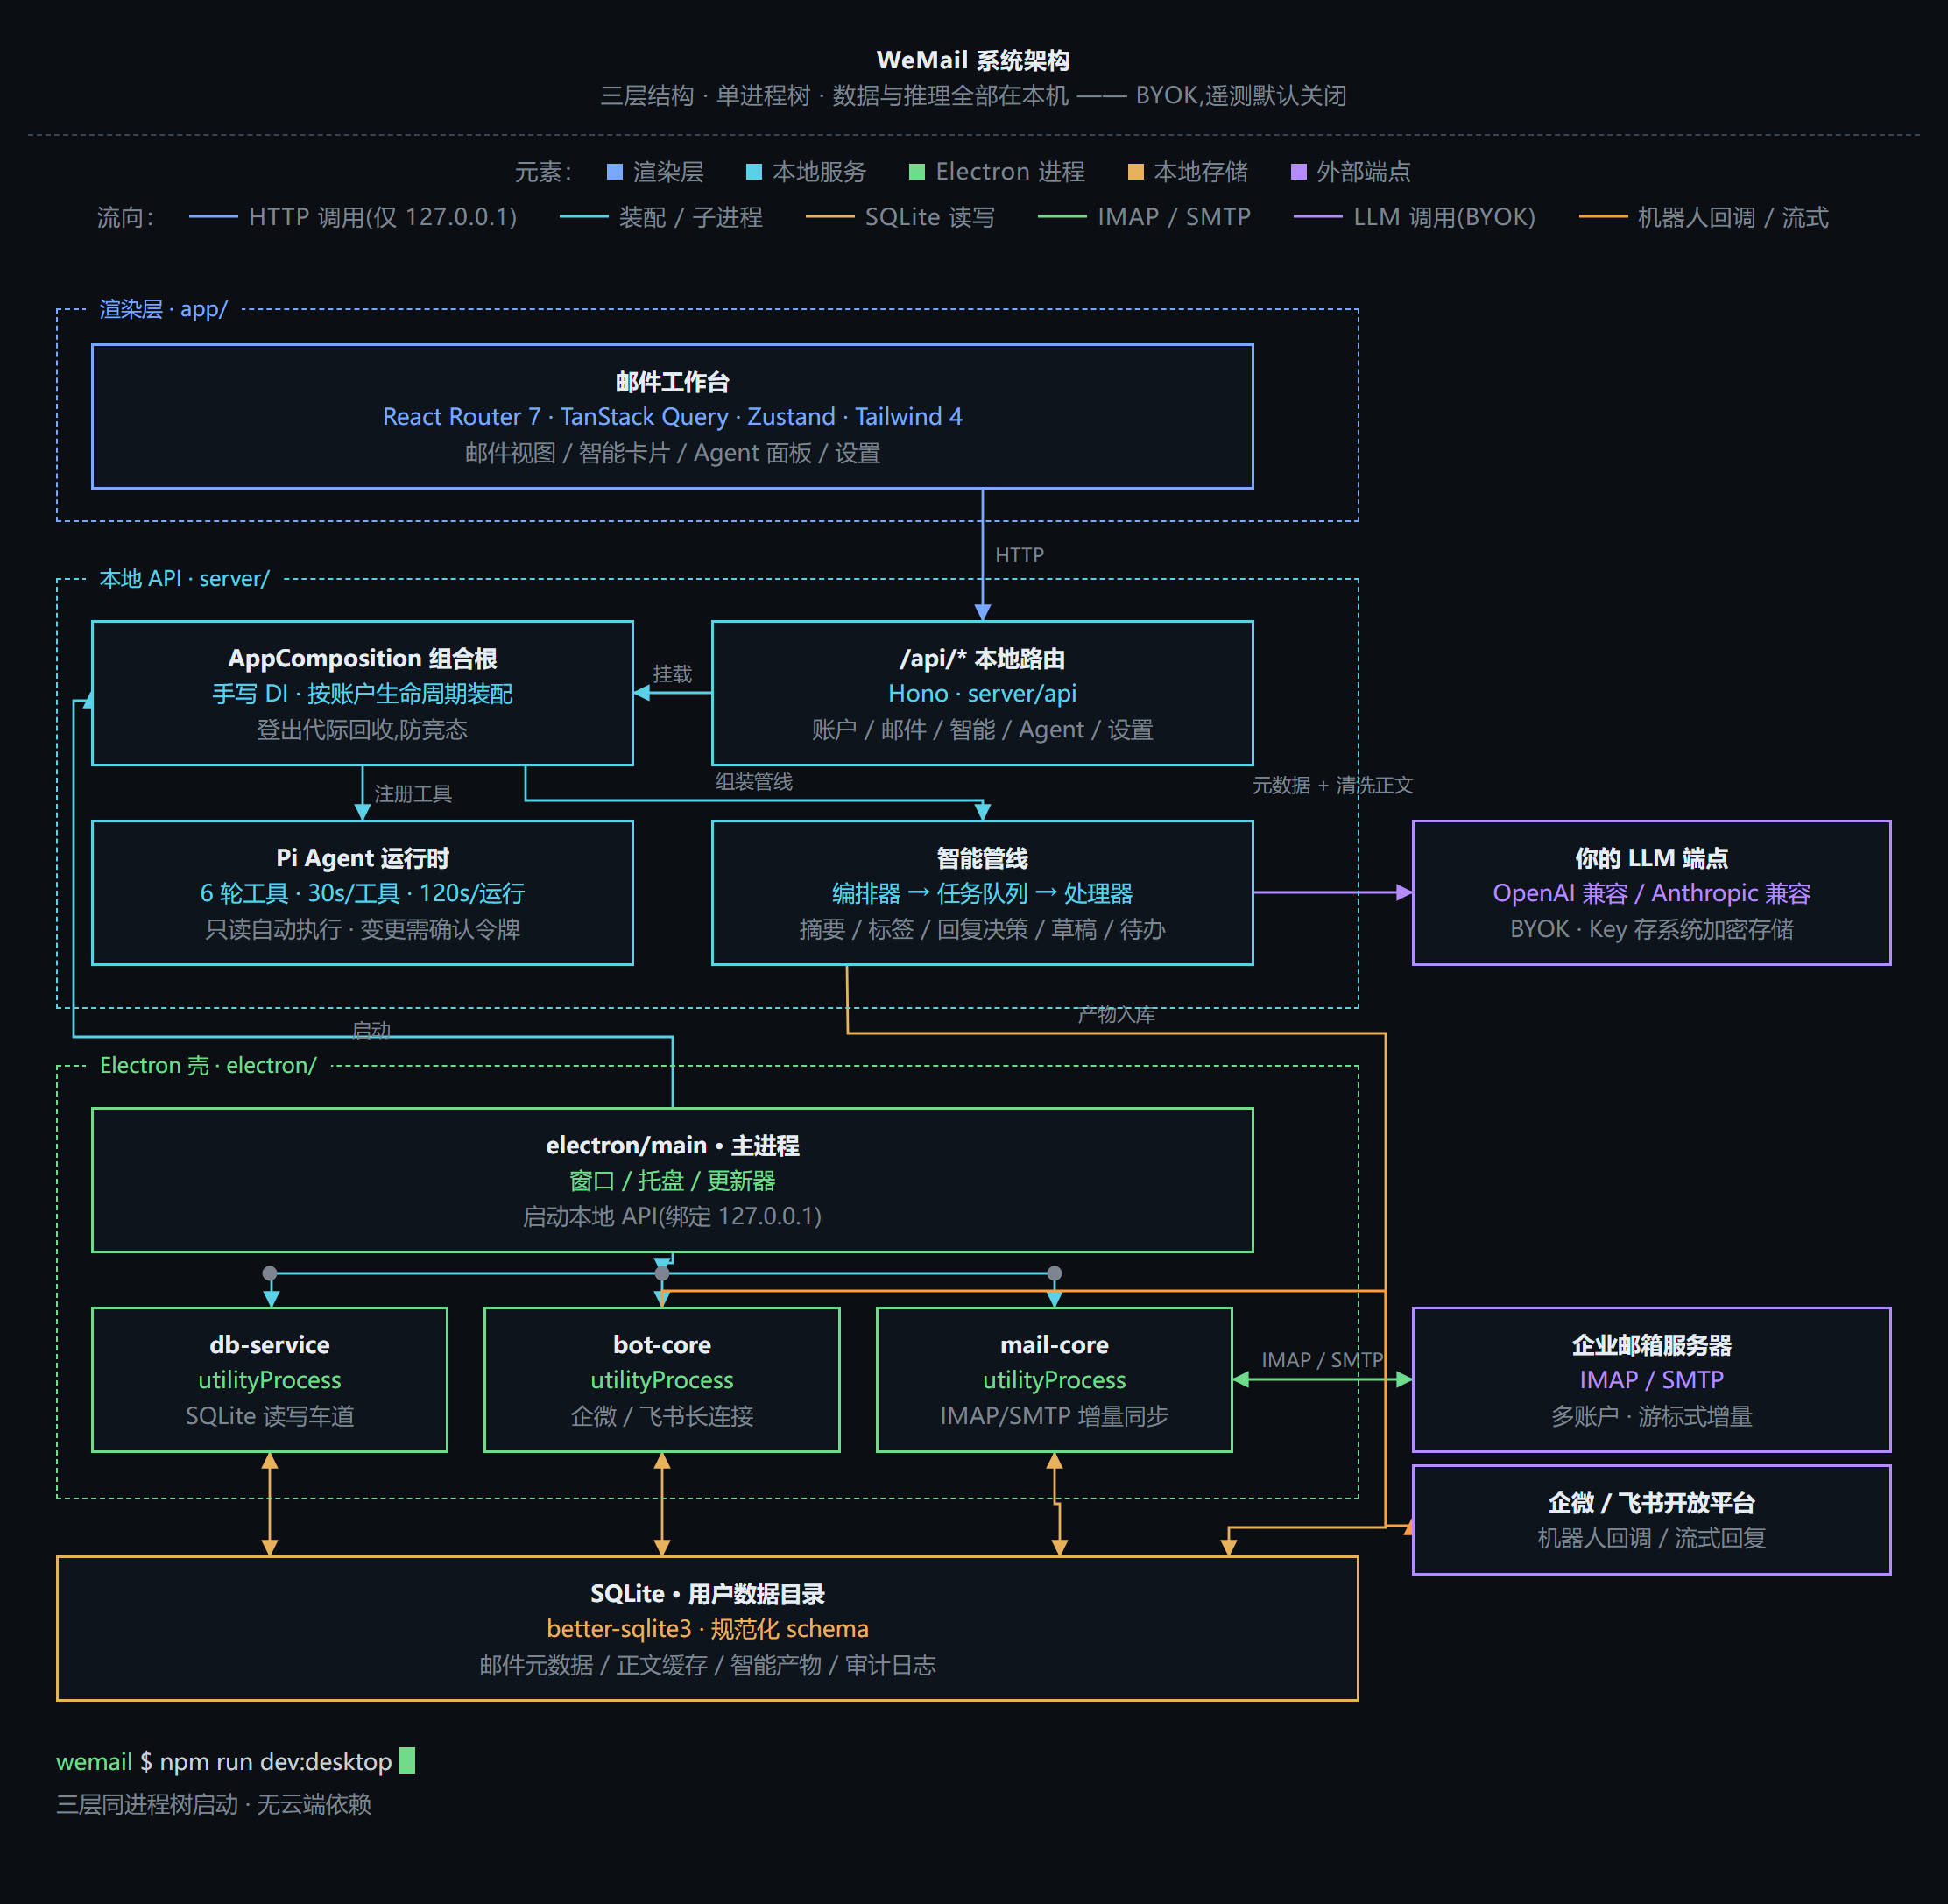 WeMail 系统架构
三层结构 · 单进程树 · 数据与推理全部在本机 —— BYOK,遥测默认关闭
元素: 渲染层 本地服务 Electron 进程 本地存储 外部端点
流向: HTTP 调用(仅 127.0.0.1) 装配 / 子进程 SQLite 读写 IMAP / SMTP LLM 调用(BYOK) 机器人回调 / 流式
渲染层 · app/
邮件工作台
React Router 7 · TanStack Query · Zustand · Tailwind 4
邮件视图 / 智能卡片 / Agent 面板 / 设置
HTTP
本地 API · server/
AppComposition 组合根
手写 DI · 按账户生命周期装配
登出代际回收,防竞态
挂载
/api/* 本地路由
Hono · server/api
账户 / 邮件 / 智能 / Agent / 设置
注册工具
组装管线
元数据 + 清洗正文
Pi Agent 运行时
6 轮工具 · 30s/工具 · 120s/运行
只读自动执行 · 变更需确认令牌
智能管线
编排器 → 任务队列 → 处理器
摘要 / 标签 / 回复决策 / 草稿 / 待办
你的 LLM 端点
OpenAI 兼容 / Anthropic 兼容
BYOK · Key 存系统加密存储
产物入库
启动
Electron 壳 · electron/
electron/main · 主进程
窗口 / 托盘 / 更新器
启动本地 API(绑定 127.0.0.1)
db-service
utilityProcess
SQLite 读写车道
bot-core
utilityProcess
企微 / 飞书长连接
mail-core
utilityProcess
IMAP/SMTP 增量同步
IMAP / SMTP
企业邮箱服务器
IMAP / SMTP
多账户 · 游标式增量
企微 / 飞书开放平台
机器人回调 / 流式回复
SQLite · 用户数据目录
better-sqlite3 · 规范化 schema
邮件元数据 / 正文缓存 / 智能产物 / 审计日志
wemail $ npm run dev:desktop
三层同进程树启动 · 无云端依赖